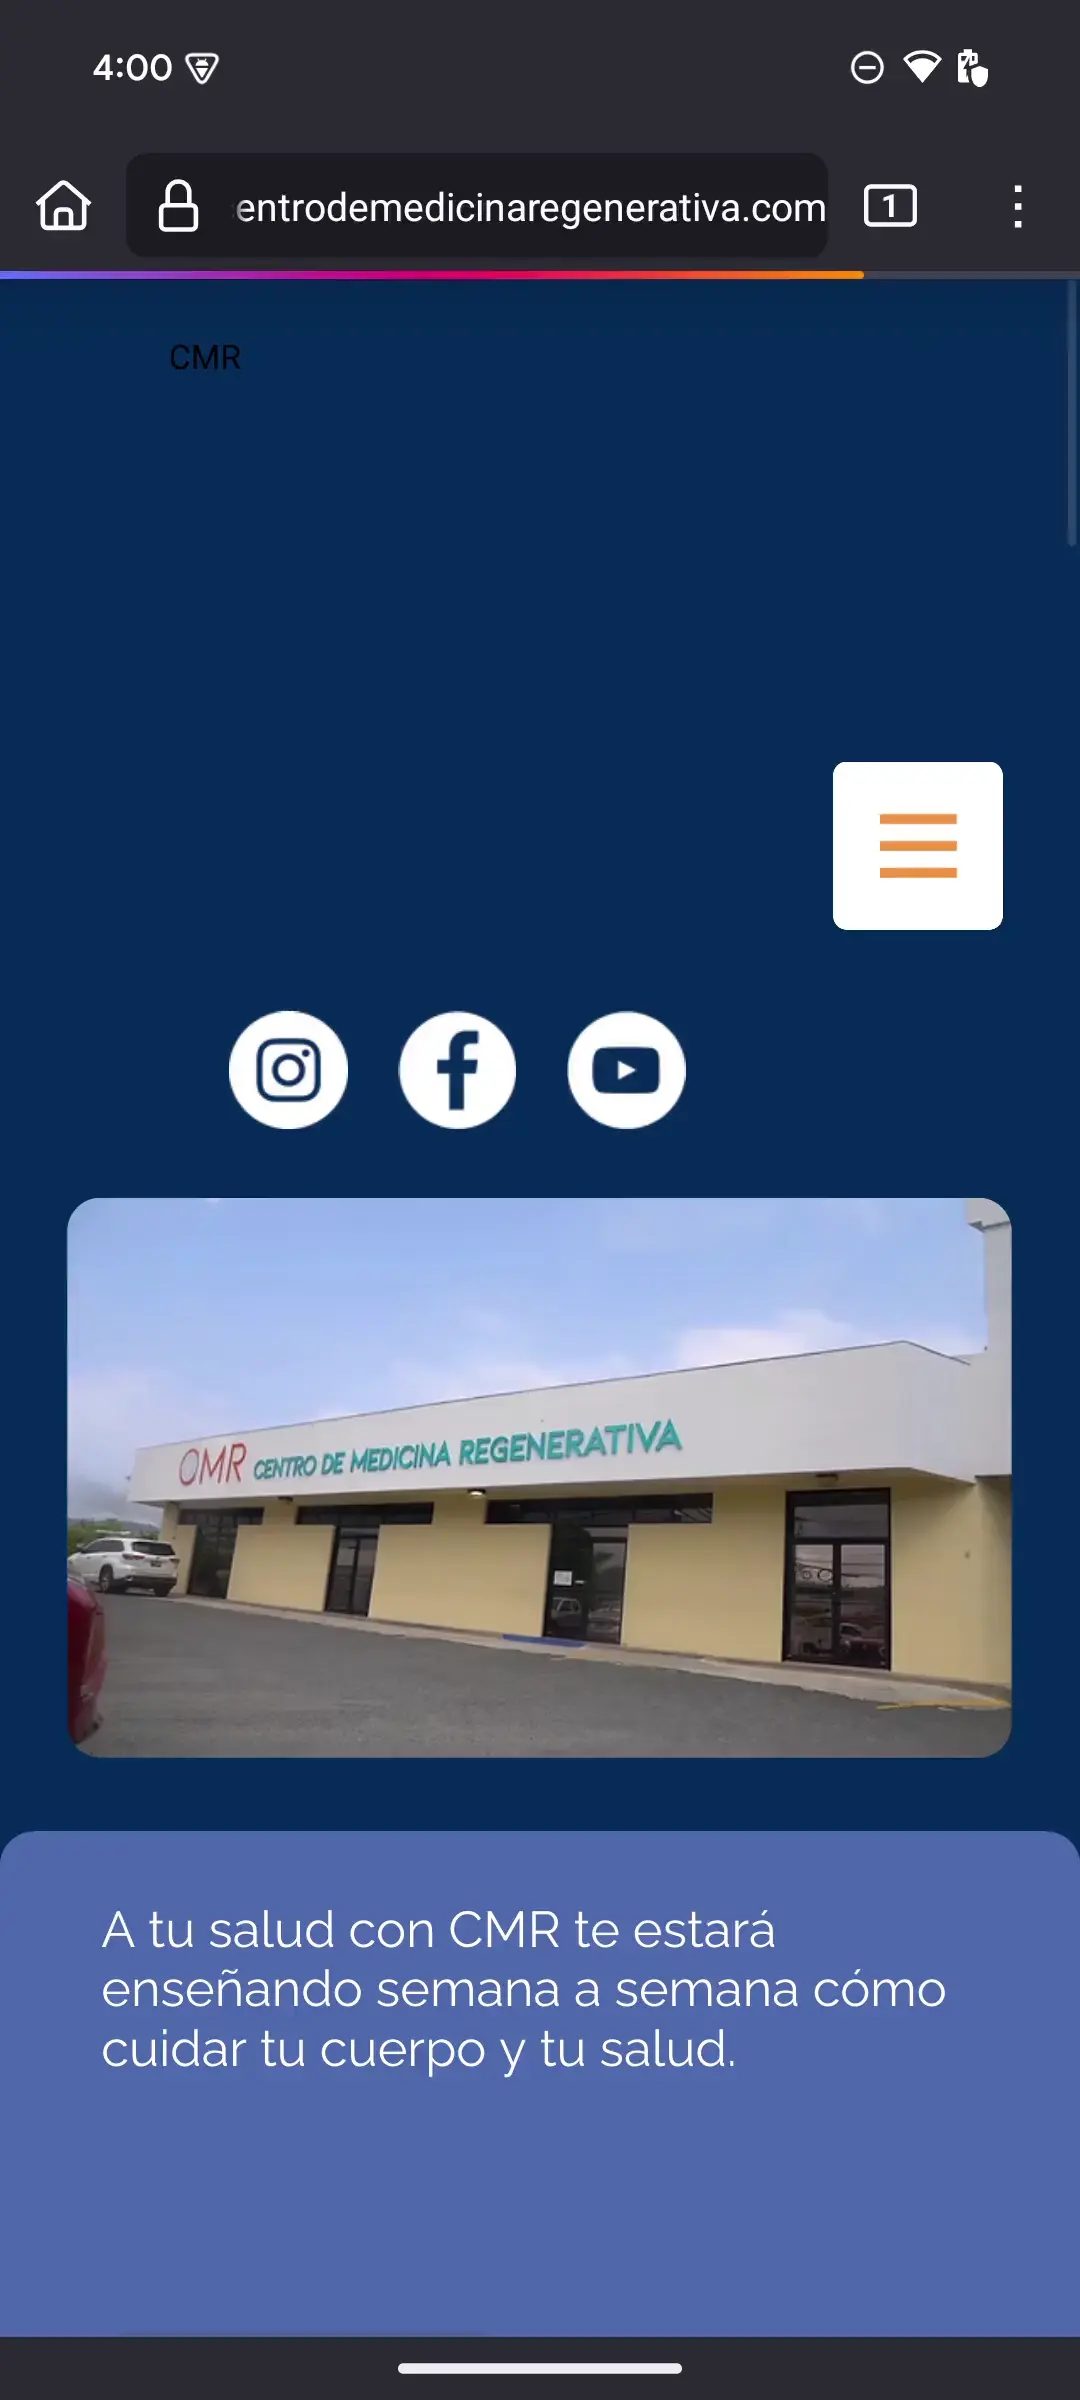 4:00
entrodemedicinaregenerativa.com
1
CMR
CMR CENTRO DE MEDICINA REGENERATIVA
A tu salud con CMR te estará
enseñando semana a semana cómo
cuidar tu cuerpo y tu salud.